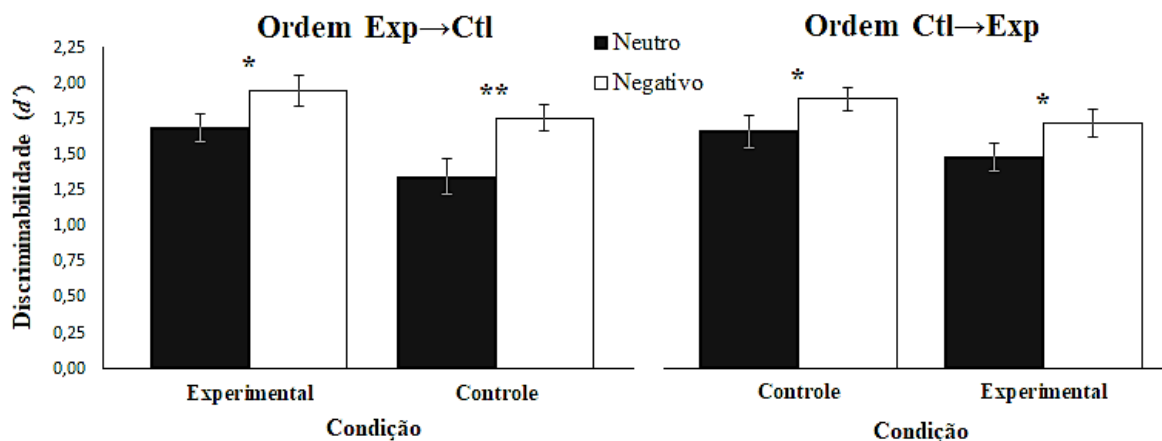 Ordem Exp→Ctl
Ordem Ctl→Exp
Neutro
Negativo
Discriminabilidade (d')
2,25
2,00
1,75
1,50
1,25
1,00
0,75
0,50
0,25
0,00
*
**
*
*
Experimental
Controle
Condição
Controle
Experimental
Condição